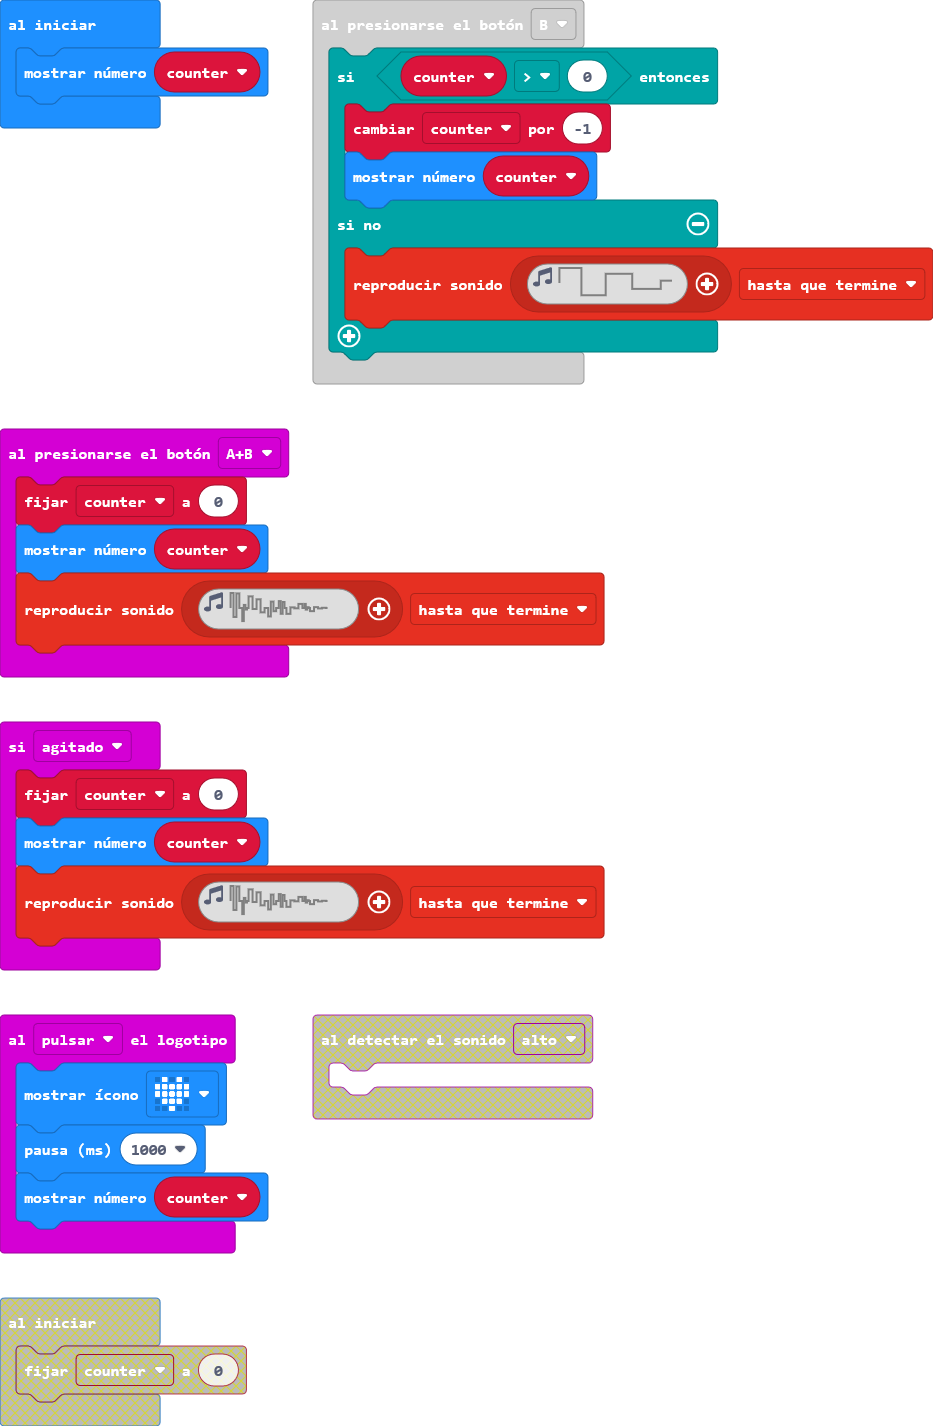 al iniciar
mostrar número counter
al presionarse el botón B
si counter > 0 entonces
cambiar counter por -1
mostrar número counter
si no
reproducir sonido hasta que termine
al presionarse el botón A+B
fijar counter a 0
mostrar número counter
reproducir sonido hasta que termine
si agitado
fijar counter a 0
mostrar número counter
reproducir sonido hasta que termine
al pulsar el logotipo
mostrar ícono
pausa (ms) 1000
mostrar número counter
al detectar el sonido alto
al iniciar
fijar counter a 0